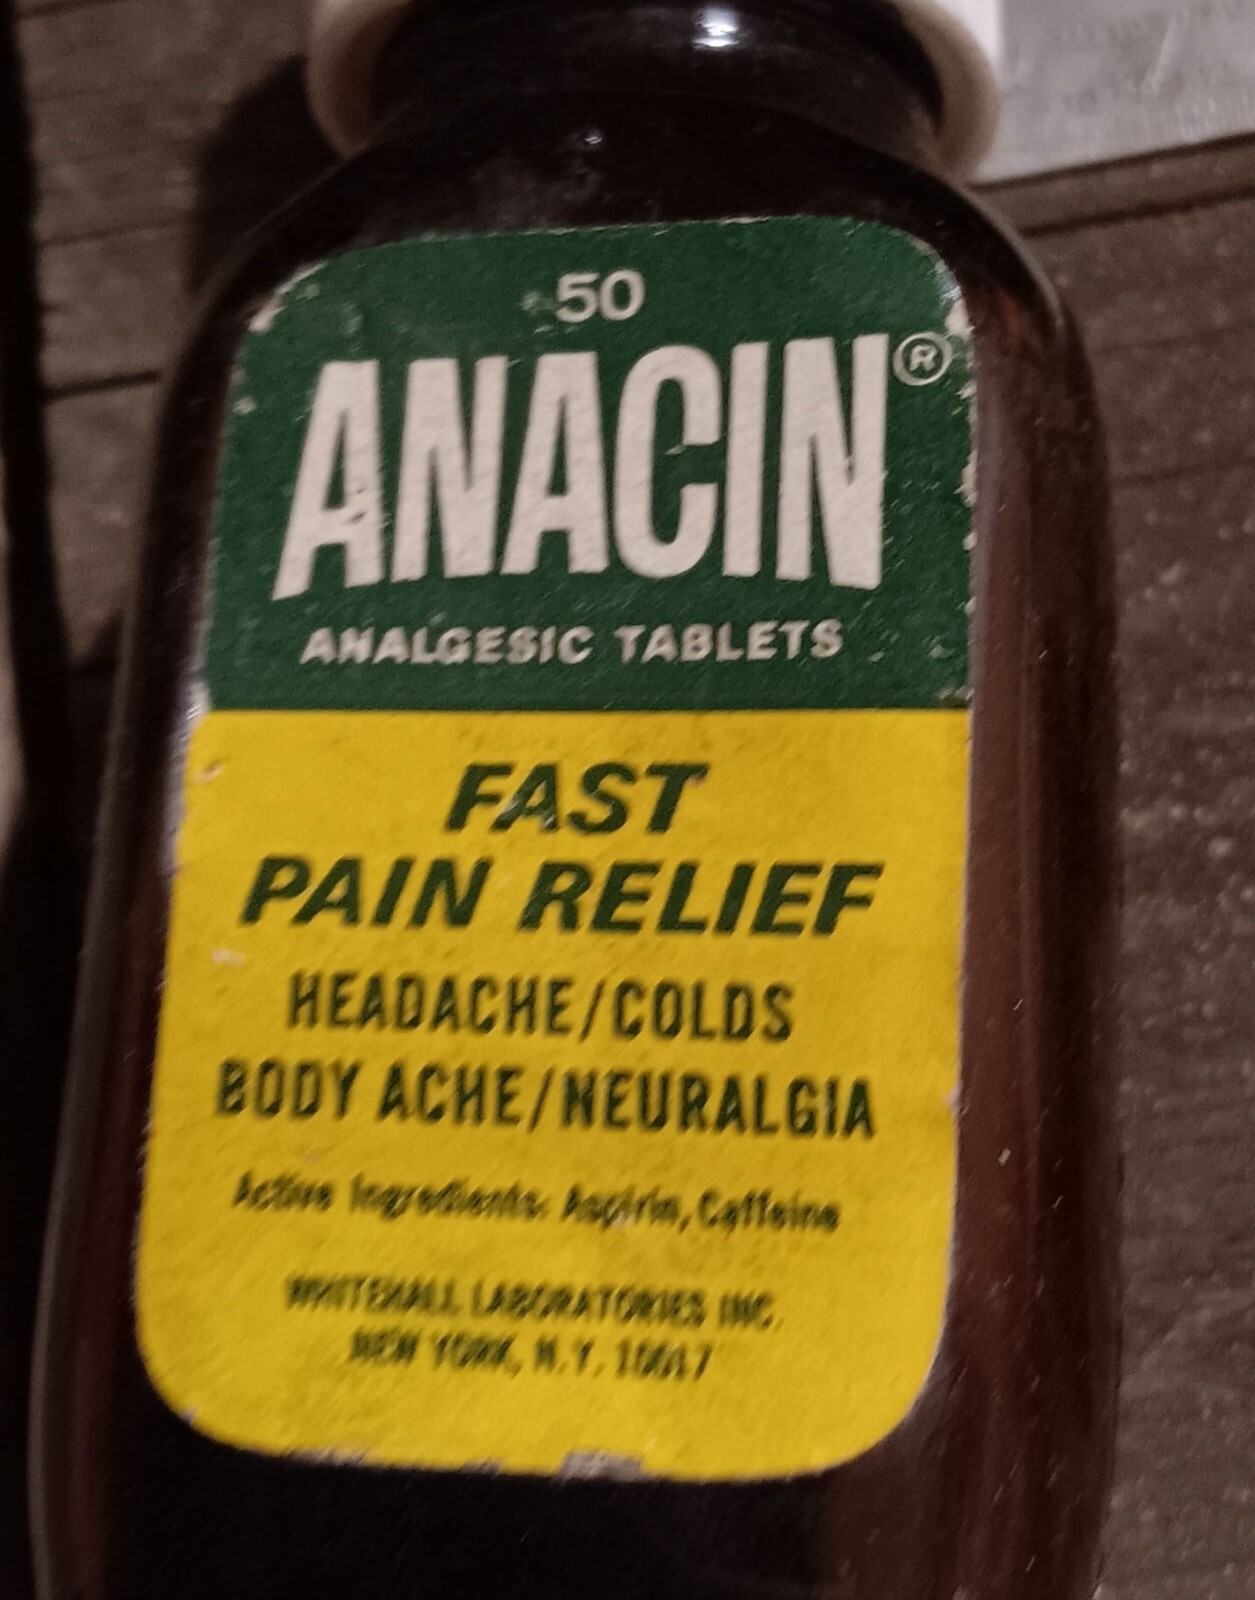 50
ANACIN®
ANALGESIC TABLETS
FAST
PAIN RELIEF
HEADACHE/COLDS
BODY ACHE/NEURALGIA
Active Ingredients: Aspirin, Caffeine
WHITEHALL LABORATORIES INC.
NEW YORK, N.Y. 10017